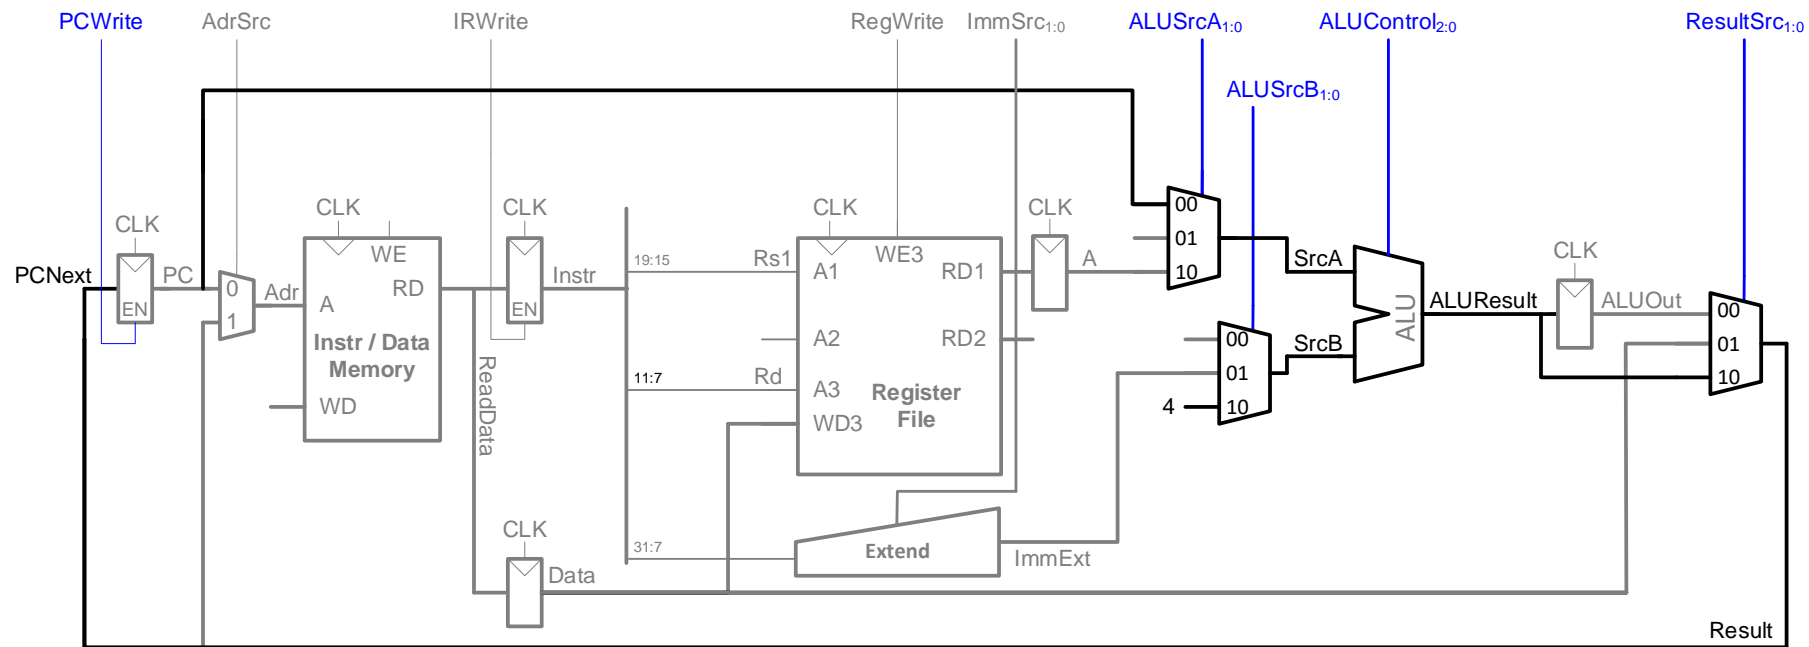 PCWrite AdrSrc IRWrite RegWrite ImmSrc1:0 ALUSrcA1:0 ALUControl2:0 ResultSrc1:0
ALUSrcB1:0
CLK CLK CLK CLK CLK 00
WE WE3 01
PCNext PC 0 Adr A RD Instr 19:15 Rs1 A1 RD1 A 10 SrcA CLK
EN 1 EN ALUResult ALUOut 00
Instr / Data
Memory
A2 RD2 00 SrcB ALU 01
ReadData 11:7 Rd A3 01 10
WD Register
File
WD3 4 10
CLK 31:7 Extend ImmExt
Data
Result